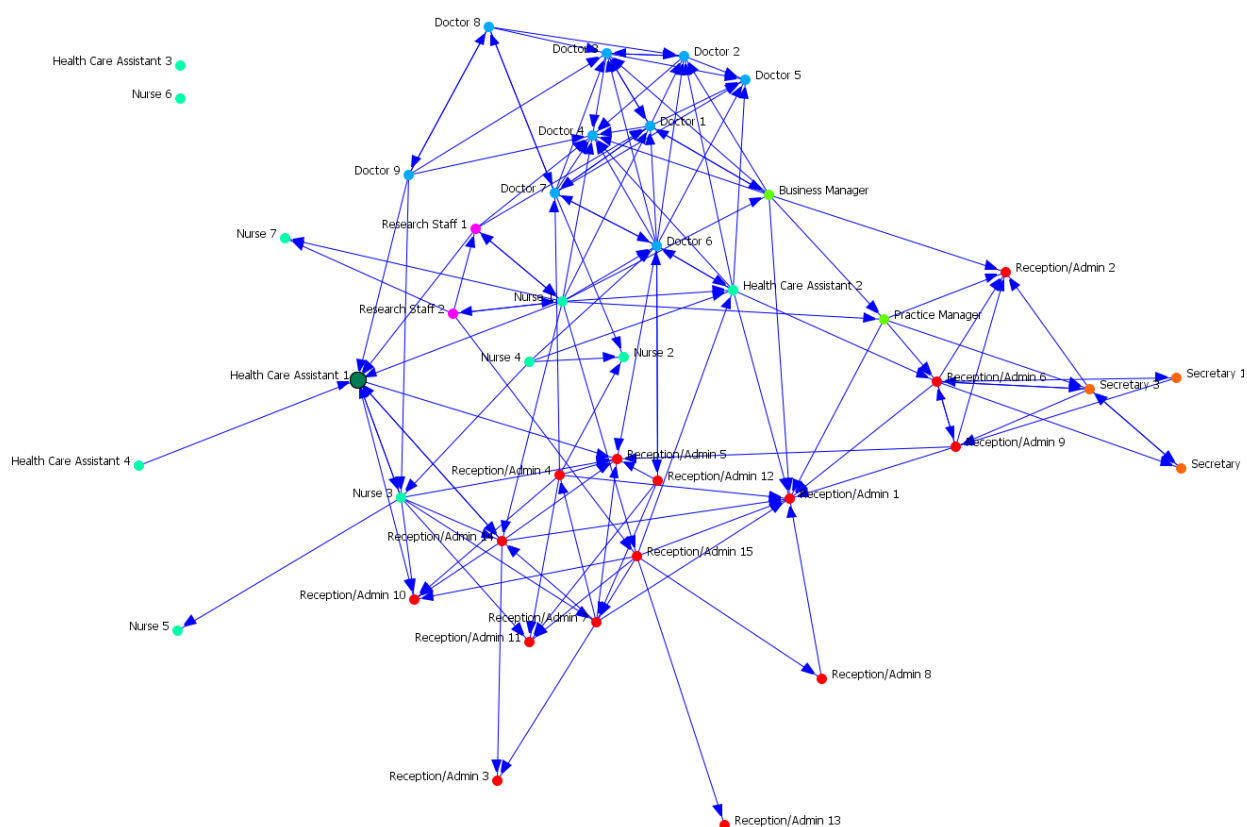 Doctor 8
Doctor 3
Doctor 2
Health Care Assistant 3
Doctor 5
Nurse 6
Doctor 1
Doctor 4
Doctor 9
Doctor 7
Business Manager
Research Staff 1
Nurse 7
Doctor 6
Reception/Admin 2
Health Care Assistant 2
Nurse 1
Research Staff 2
Practice Manager
Nurse 2
Nurse 4
Health Care Assistant 1
Secretary 1
Reception/Admin 6
Secretary 3
Reception/Admin 9
Reception/Admin 5
Health Care Assistant 4
Secretary
Reception/Admin 4
Reception/Admin 12
Nurse 3
Reception/Admin 1
Reception/Admin 14
Reception/Admin 15
Reception/Admin 10
Reception/Admin 7
Nurse 5
Reception/Admin 11
Reception/Admin 8
Reception/Admin 3
Reception/Admin 13